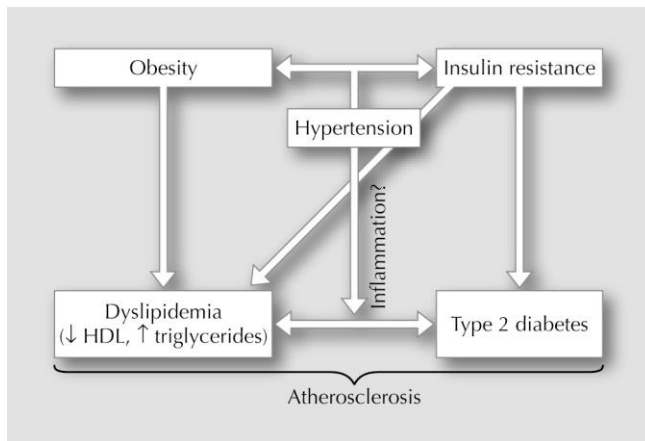 Obesity
Insulin resistance
Hypertension
Inflammation?
Dyslipidemia
(↓ HDL, ↑ triglycerides)
Type 2 diabetes
Atherosclerosis